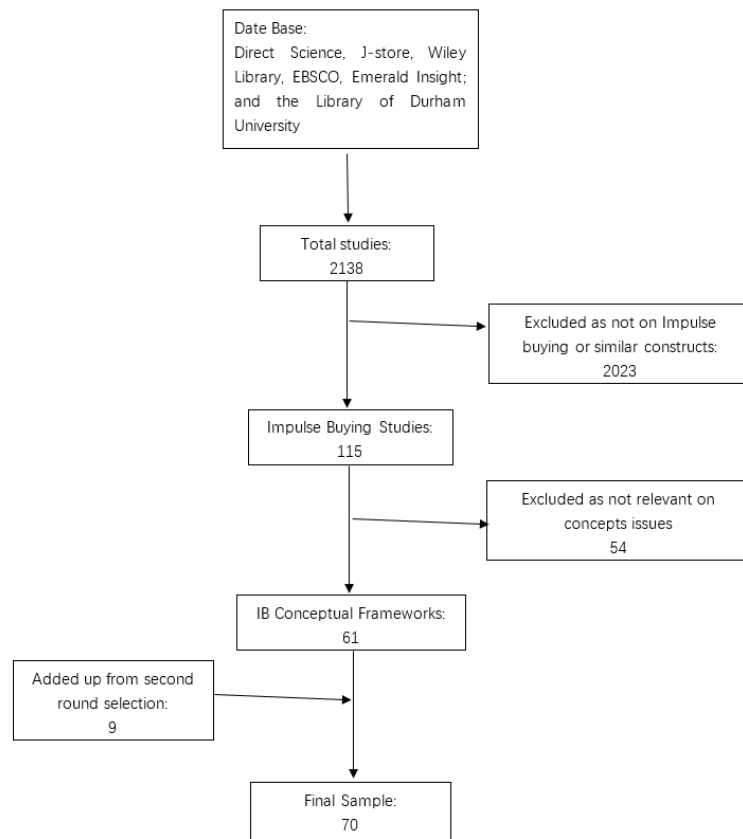 Date Base:
Direct Science, J-store, Wiley
Library, EBSCO, Emerald Insight;
and the Library of Durham
University
Total studies:
2138
Excluded as not on Impulse
buying or similar constructs:
2023
Impulse Buying Studies:
115
Excluded as not relevant on
concepts issues
54
IB Conceptual Frameworks:
61
Added up from second
round selection:
9
Final Sample:
70